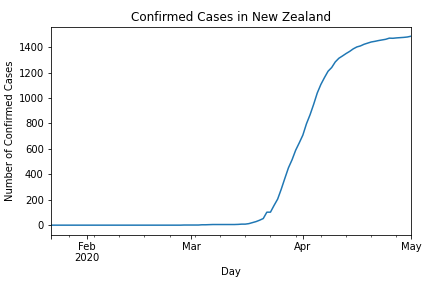 Confirmed Cases in New Zealand
1400
1200
1000
800
600
400
200
0
Number of Confirmed Cases
Feb
2020
Mar
Apr
May
Day